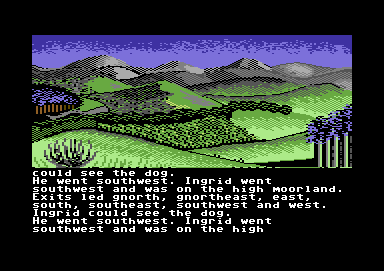 could see the dog.
He went southwest. Ingrid went
southwest and was on the high moorland.
Exits led gnorth, gnortheast, east,
south, southeast, southwest and west.
Ingrid could see the dog.
He went southwest. Ingrid went
southwest and was on the high